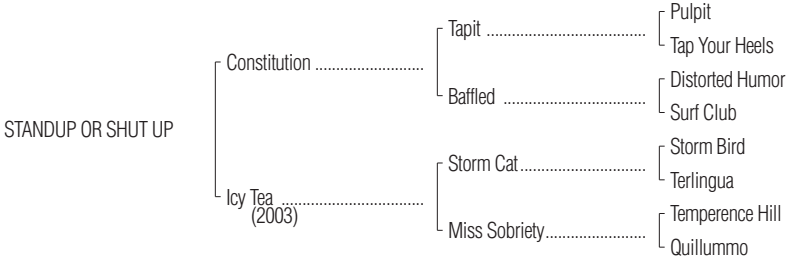 Pulpit
Tapit ........................................
Tap Your Heels
Constitution ...........................
Distorted Humor
Baffled ....................................
Surf Club
STANDUP OR SHUT UP
Storm Bird
Storm Cat................................
Terlingua
Icy Tea ....................................
(2003)
Temperence Hill
Miss Sobriety.........................
Quillummo